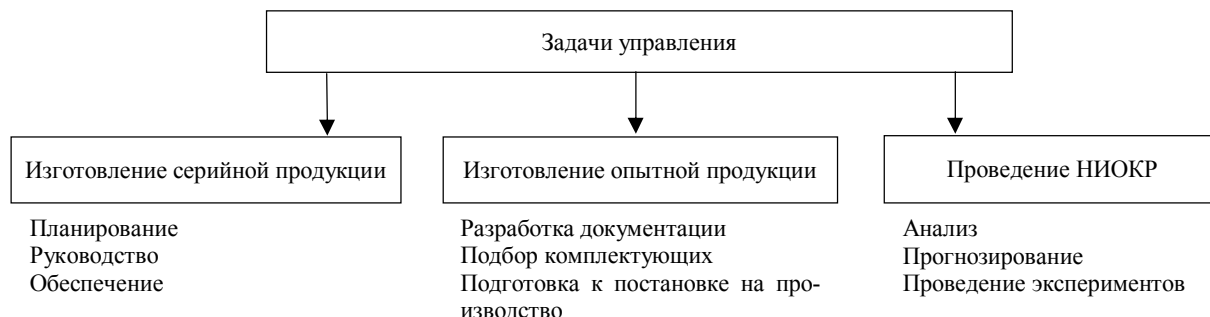 Задачи управления
Изготовление серийной продукции
Планирование
Руководство
Обеспечение
Изготовление опытной продукции
Разработка документации
Подбор комплектующих
Подготовка к постановке на про-
изводство
Проведение НИОКР
Анализ
Прогнозирование
Проведение экспериментов